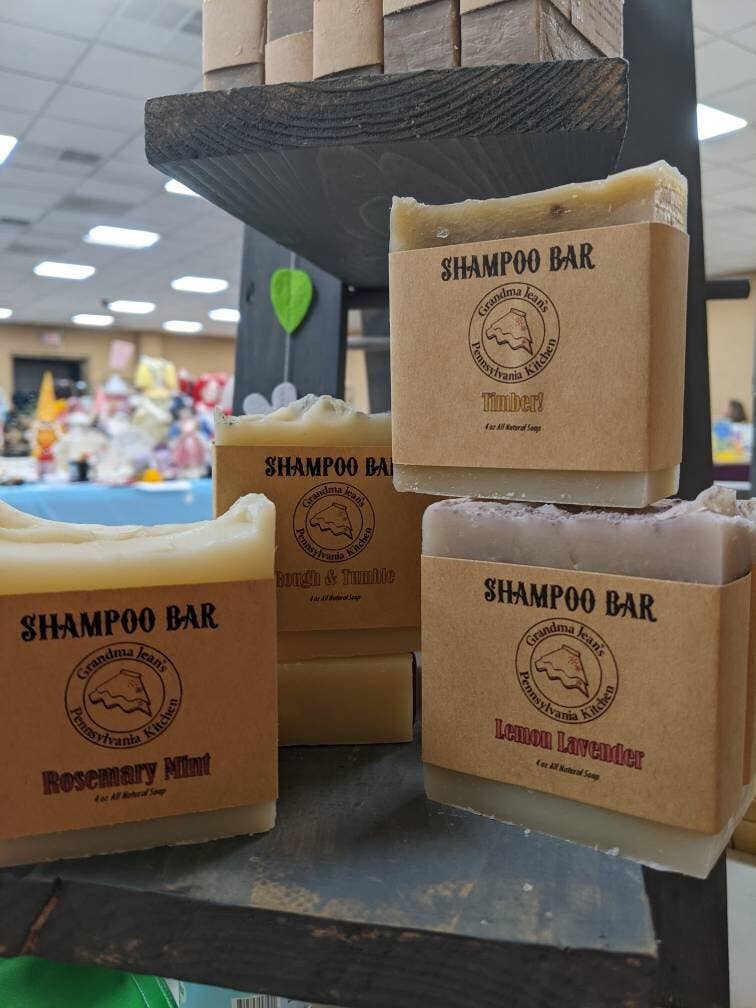 SHAMPOO BAR
Grandma Jean's
Pennsylvania Kitchen
Timber!
4 oz All Natural Soap
SHAMPOO BA
Grandma Jean's
Pennsylvania Kitchen
Rough & Tumble
4 oz All Natural Soap
SHAMPOO BAR
Grandma Jean's
Pennsylvania Kitchen
Rosemary Mint
4 oz All Natural Soap
SHAMPOO BAR
Grandma Jean's
Pennsylvania Kitchen
Lemon Lavender
4 oz All Natural Soap